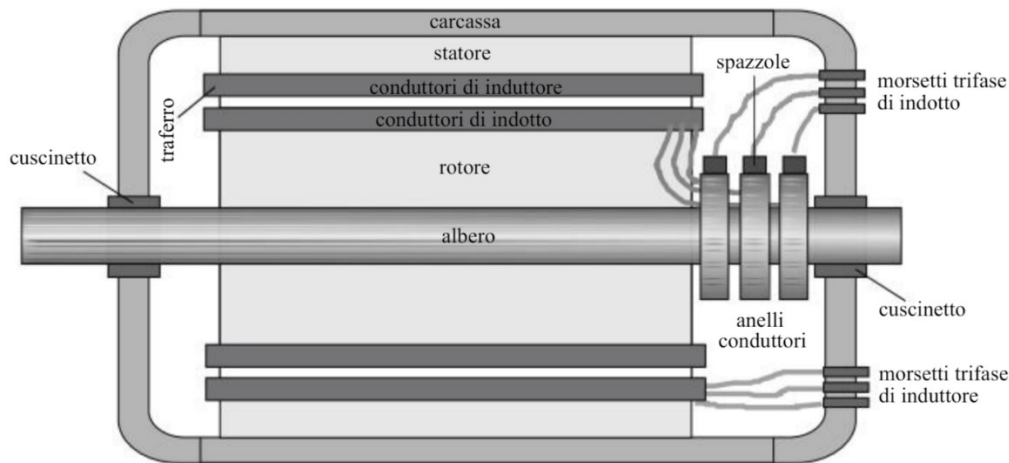 carcassa
statore
spazzole
morsetti trifase
di indotto
conduttori di induttore
traferro
conduttori di indotto
cuscinetto
rotore
albero
cuscinetto
anelli
conduttori
morsetti trifase
di induttore